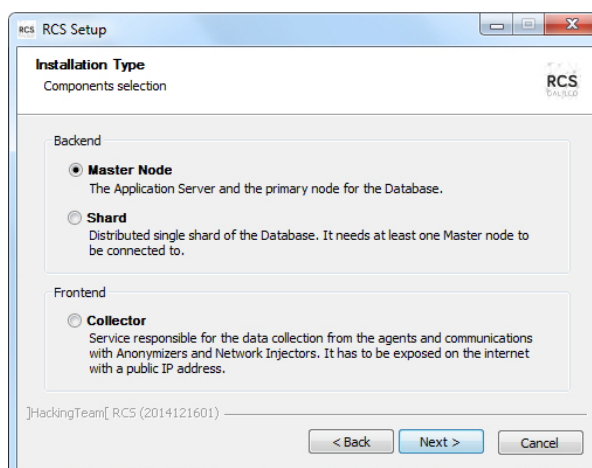 RCS RCS Setup
Installation Type
Components selection
RCS
GALILEO
Backend
Master Node
The Application Server and the primary node for the Database.
Shard
Distributed single shard of the Database. It needs at least one Master node to
be connected to.
Frontend
Collector
Service responsible for the data collection from the agents and communications
with Anonymizers and Network Injectors. It has to be exposed on the internet
with a public IP address.
]HackingTeam[ RCS (2014121601)
< Back Next > Cancel